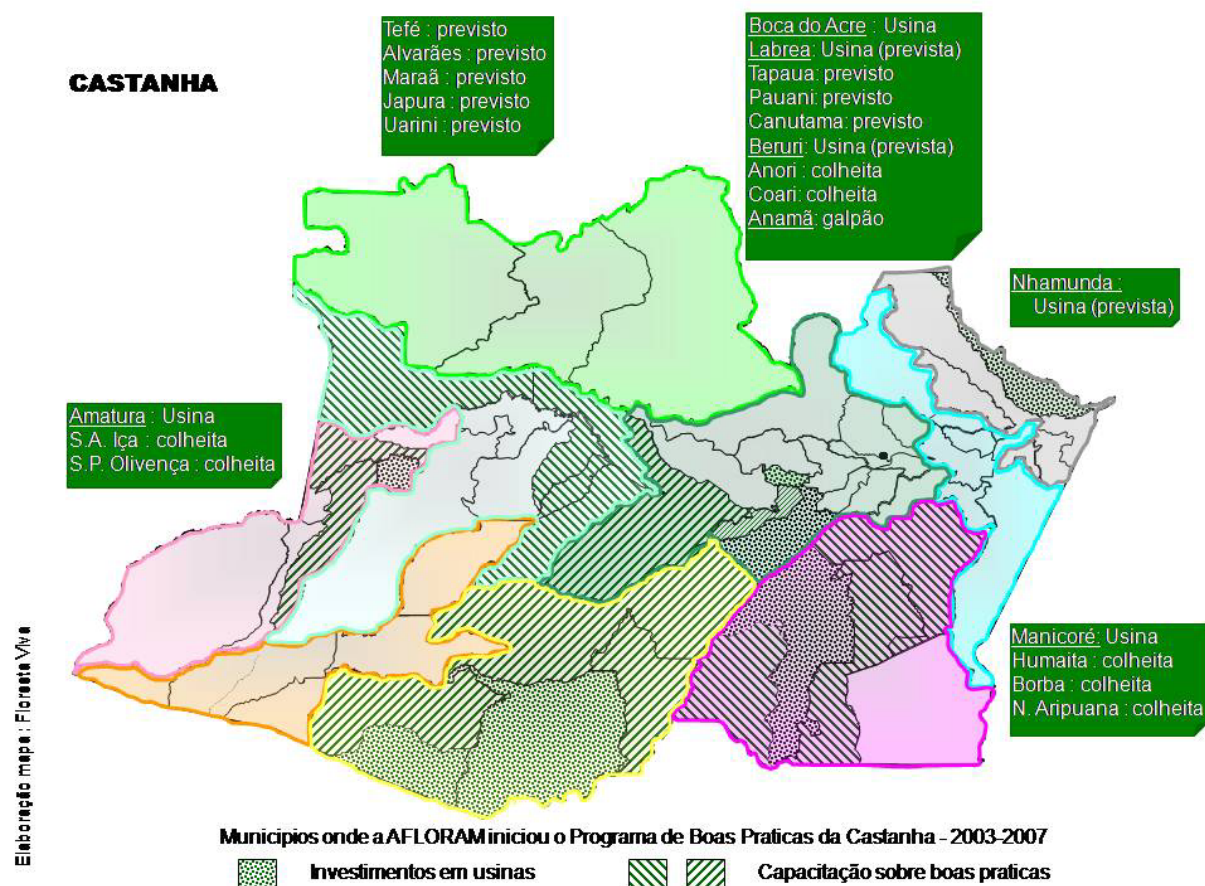 CASTANHA
Tefé : previsto
Alvarães : previsto
Maraã : previsto
Japura : previsto
Uarini : previsto
Boca do Acre : Usina
Labrea: Usina (prevista)
Tapaua: previsto
Pauani: previsto
Canutama: previsto
Beruri: Usina (prevista)
Anori : colheita
Coari: colheita
Anamã: galpão
Nhamunda :
Usina (prevista)
Amatura : Usina
S.A. Iça : colheita
S.P. Olivença : colheita
Manicoré: Usina
Humaita : colheita
Borba : colheita
N. Aripuana : colheita
Elaboração mapa : Floresta Viva
Municipios onde a AFLORAM iniciou o Programa de Boas Praticas da Castanha - 2003-2007
Investimentos em usinas
Capacitação sobre boas praticas